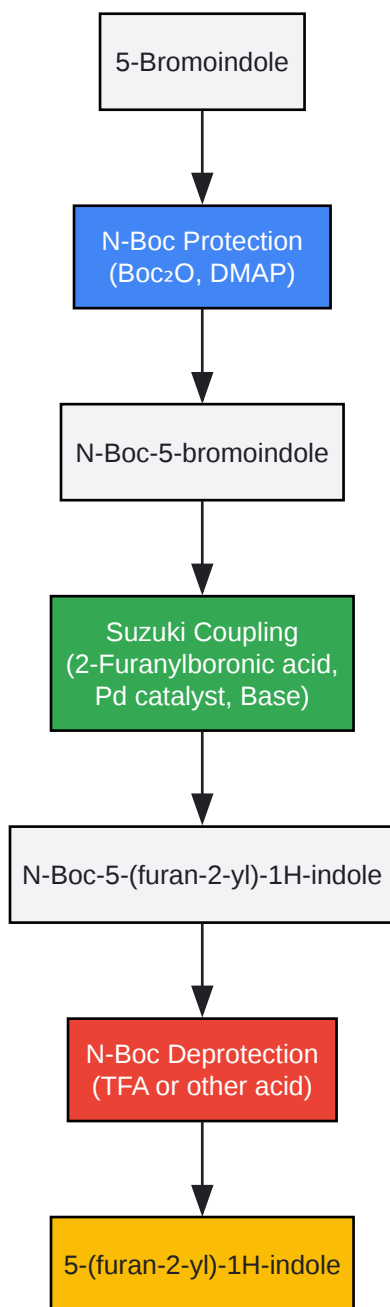 5-Bromoindole
N-Boc Protection
(Boc₂O, DMAP)
N-Boc-5-bromoindole
Suzuki Coupling
(2-Furanylboronic acid,
Pd catalyst, Base)
N-Boc-5-(furan-2-yl)-1H-indole
N-Boc Deprotection
(TFA or other acid)
5-(furan-2-yl)-1H-indole